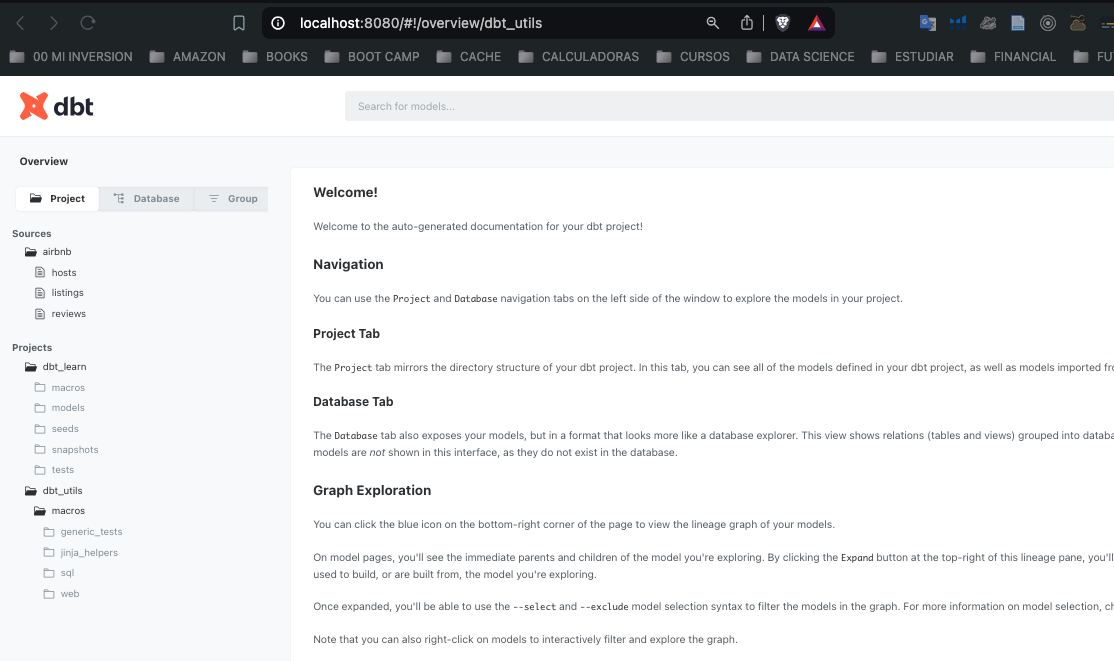 localhost:8080/#!/overview/dbt_utils
00 MI INVERSION AMAZON BOOKS BOOT CAMP CACHE CALCULADORAS CURSOS DATA SCIENCE ESTUDIAR FINANCIAL FU
dbt
Search for models...
Overview
Project Database Group
Sources
airbnb
hosts
listings
reviews
Projects
dbt_learn
macros
models
seeds
snapshots
tests
dbt_utils
macros
generic_tests
jinja_helpers
sql
web
Welcome!
Welcome to the auto-generated documentation for your dbt project!
Navigation
You can use the Project and Database navigation tabs on the left side of the window to explore the models in your project.
Project Tab
The Project tab mirrors the directory structure of your dbt project. In this tab, you can see all of the models defined in your dbt project, as well as models imported fro
Database Tab
The Database tab also exposes your models, but in a format that looks more like a database explorer. This view shows relations (tables and views) grouped into databa
models are not shown in this interface, as they do not exist in the database.
Graph Exploration
You can click the blue icon on the bottom-right corner of the page to view the lineage graph of your models.
On model pages, you'll see the immediate parents and children of the model you're exploring. By clicking the Expand button at the top-right of this lineage pane, you'll
used to build, or are built from, the model you're exploring.
Once expanded, you'll be able to use the --select and --exclude model selection syntax to filter the models in the graph. For more information on model selection, ch
Note that you can also right-click on models to interactively filter and explore the graph.